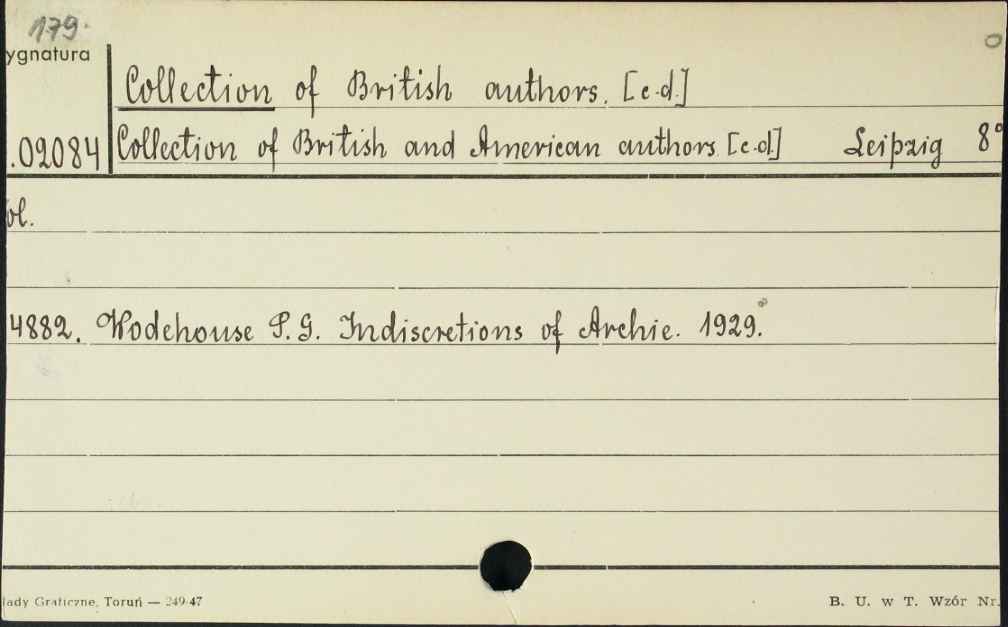 179.
ygnatura
Collection of British authors. [c.d.]
.02084 Collection of British and American authors [c.d] Leipzig 8°
ol.
4882. Wodehouse P. G. Indiscretions of Archie. 1929.
łady Graficzne, Toruń — 249-47
B. U. w T. Wzór Nr.